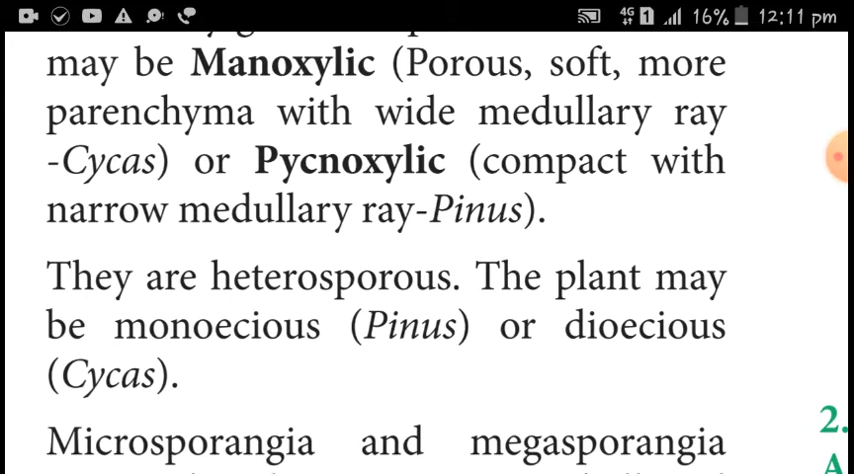 4G 1 16% 12:11 pm
may be Manoxylic (Porous, soft, more
parenchyma with wide medullary ray
-Cycas) or Pycnoxylic (compact with
narrow medullary ray-Pinus).
They are heterosporous. The plant may
be monoecious (Pinus) or dioecious
(Cycas).
Microsporangia and megasporangia
2.
A